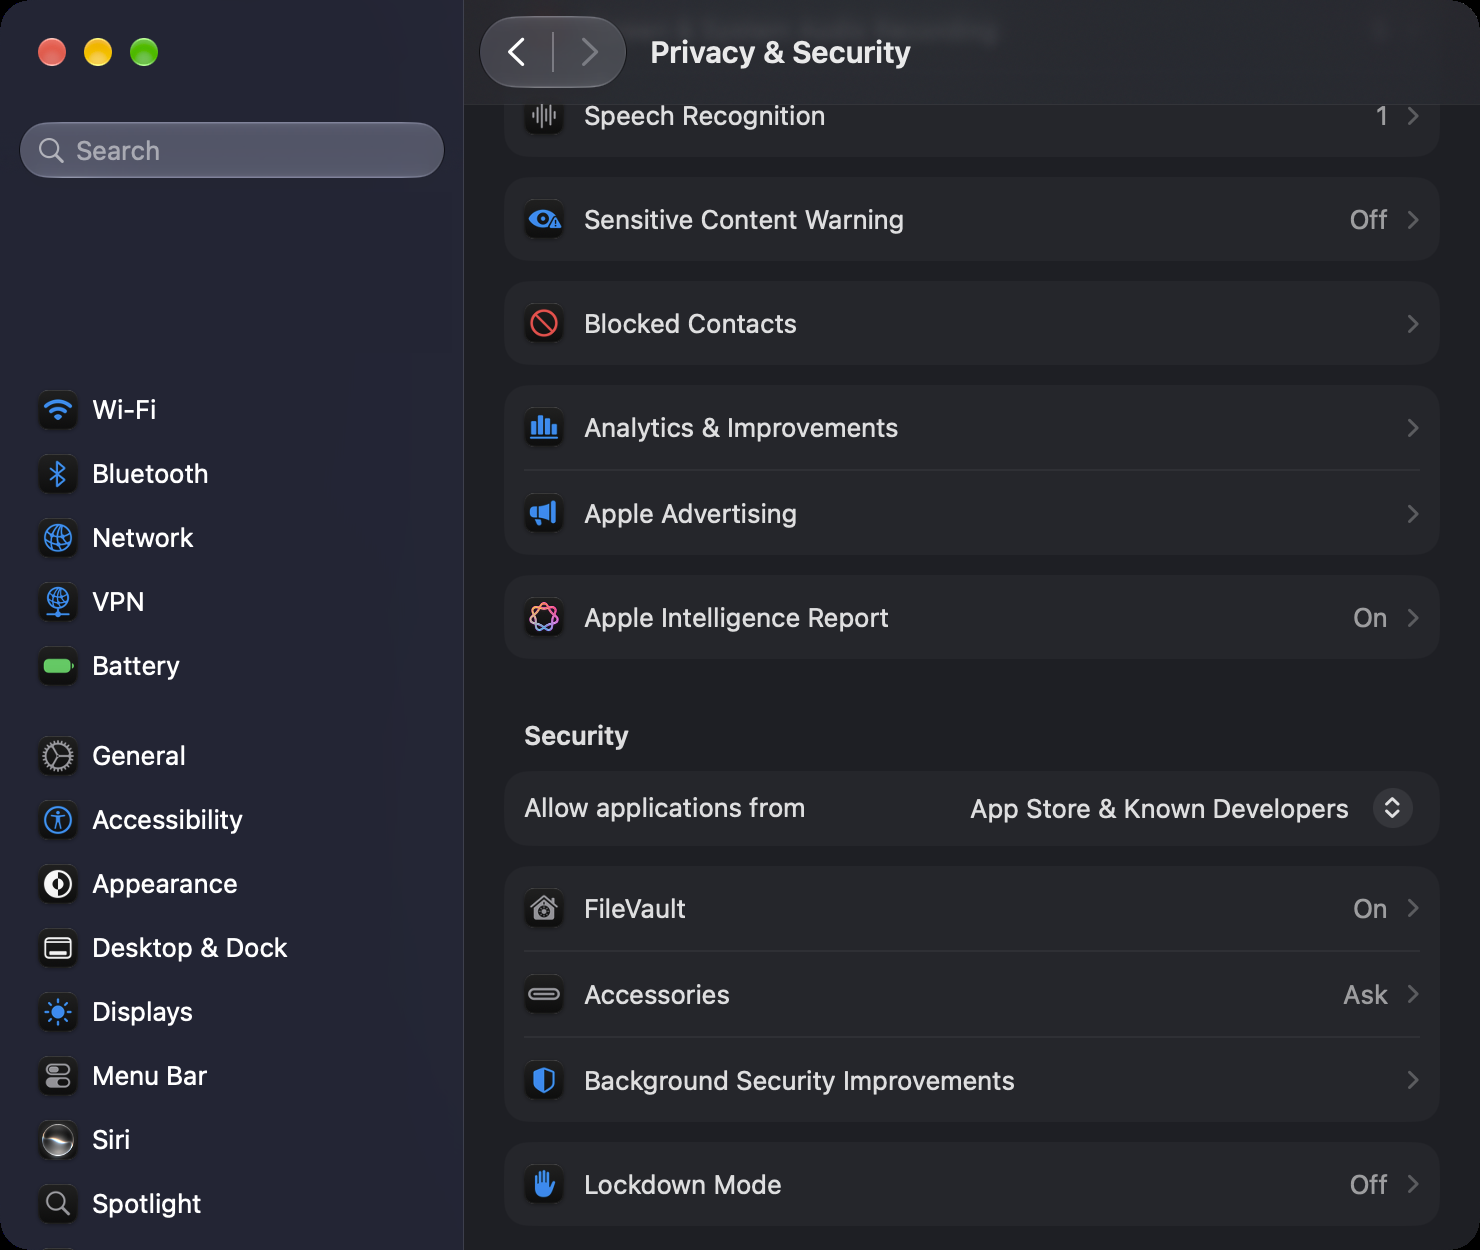 Privacy & Security
Search
Wi-Fi
Bluetooth
Network
VPN
Battery
General
Accessibility
Appearance
Desktop & Dock
Displays
Menu Bar
Siri
Spotlight
Speech Recognition 1
Sensitive Content Warning Off
Blocked Contacts
Analytics & Improvements
Apple Advertising
Apple Intelligence Report On
Security
Allow applications from App Store & Known Developers
FileVault On
Accessories Ask
Background Security Improvements
Lockdown Mode Off